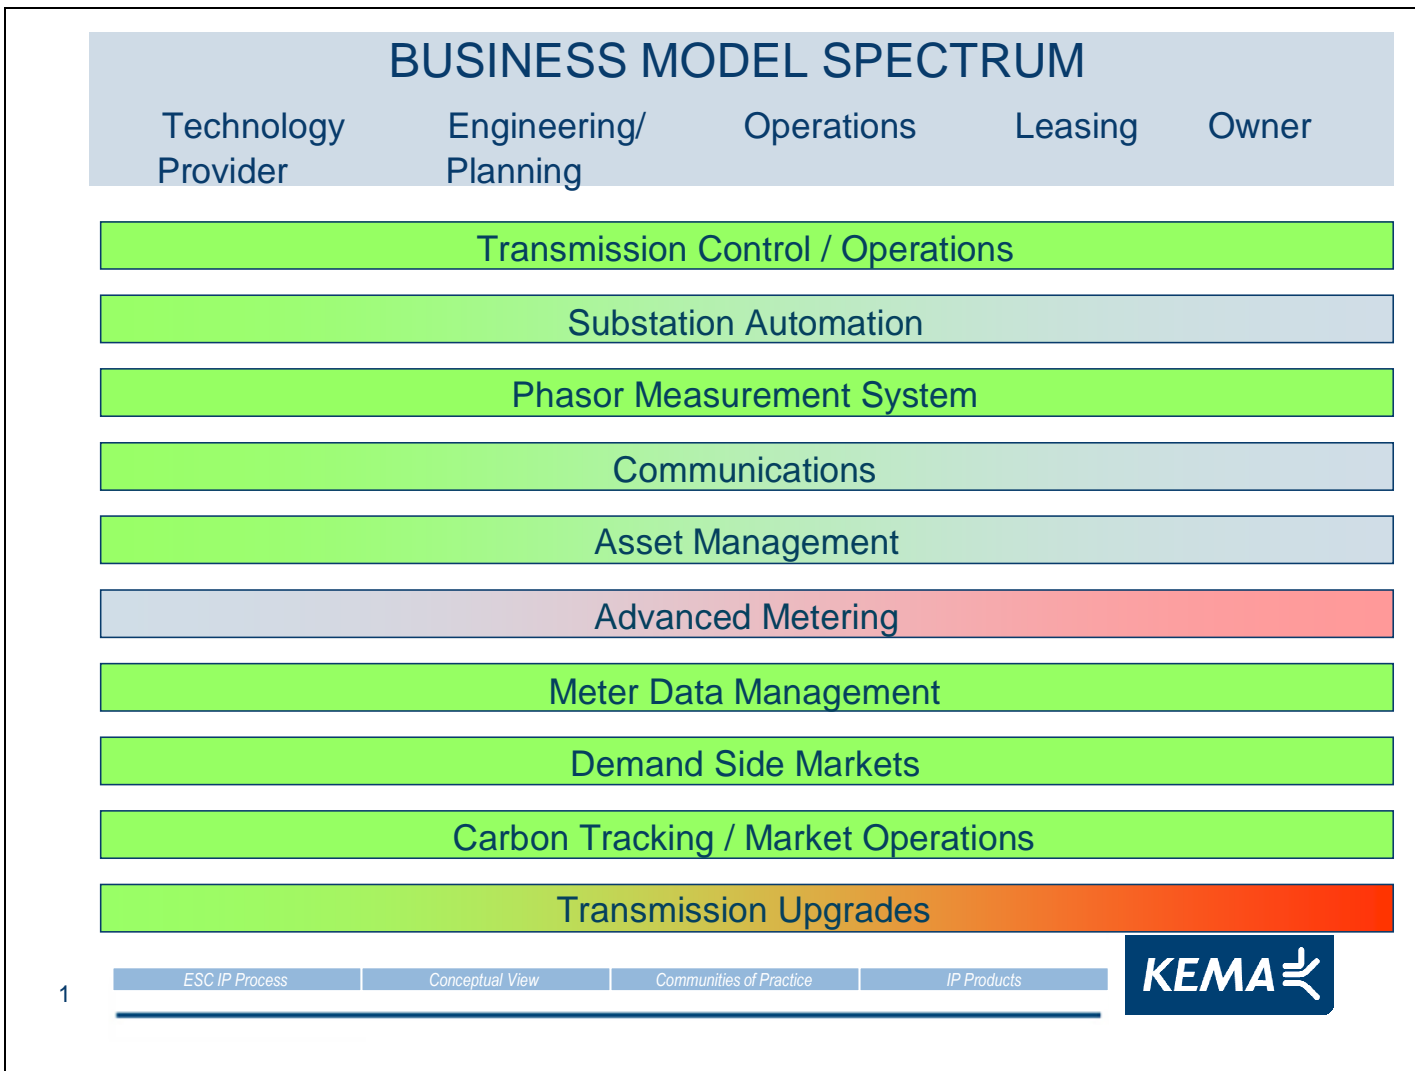 BUSINESS MODEL SPECTRUM
Technology Engineering/ Operations Leasing Owner
Provider Planning
Transmission Control / Operations
Substation Automation
Phasor Measurement System
Communications
Asset Management
Advanced Metering
Meter Data Management
Demand Side Markets
Carbon Tracking / Market Operations
Transmission Upgrades
1 ESC IP Process Conceptual View Communities of Practice IP Products KEMA